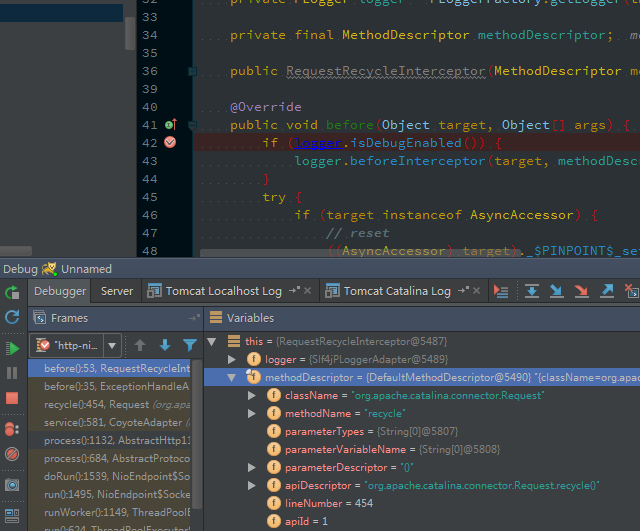 32 private PLogger logger = PLoggerFactory.getLogger(t
33
34 private final MethodDescriptor methodDescriptor; m
35
36 public RequestRecycleInterceptor(MethodDescriptor m
39
40 @Override
41 public void before(Object target, Object[] args) {
42 if (logger.isDebugEnabled()) {
43 logger.beforeInterceptor(target, methodDesc
44 }
45 try {
46 if (target instanceof AsyncAccessor) {
47 // reset
48 ((AsyncAccessor) target)._$PINPOINT$_se
Debug Unnamed
Debugger Server Tomcat Localhost Log Tomcat Catalina Log
Frames Variables
"http-ni... this = {RequestRecycleInterceptor@5487}
before():53, RequestRecycleInt logger = {Slf4jPLoggerAdapter@5489}
before():35, ExceptionHandleA methodDescriptor = {DefaultMethodDescriptor@5490} "{className=org.apac
recycle():454, Request (org.apa className = "org.apache.catalina.connector.Request"
service():581, CoyoteAdapter ( methodName = "recycle"
process():1132, AbstractHttp11 parameterTypes = {String[0]@5807}
process():684, AbstractProtoco parameterVariableName = {String[0]@5808}
doRun():1539, NioEndpoint$Socke parameterDescriptor = "()"
run():1495, NioEndpoint$Socke apiDescriptor = "org.apache.catalina.connector.Request.recycle()"
runWorker():1149, ThreadPoolE lineNumber = 454
run():624, ThreadPoolExecutor apiId = 1